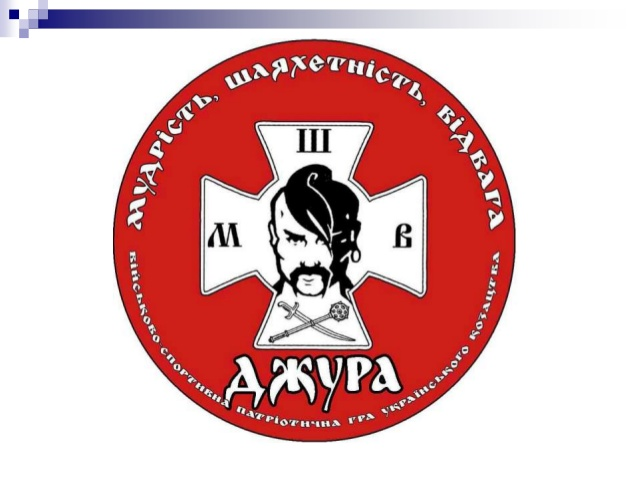 МУДРІСТЬ, ШЛЯХЕТНІСТЬ, ВІДВАГА
Ш
М
В
ДЖУРА
ВІЙСЬКОВО СПОРТИВНА ПАТРІОТИЧНА ГРА УКРАЇНСЬКОГО КОЗАЦТВА